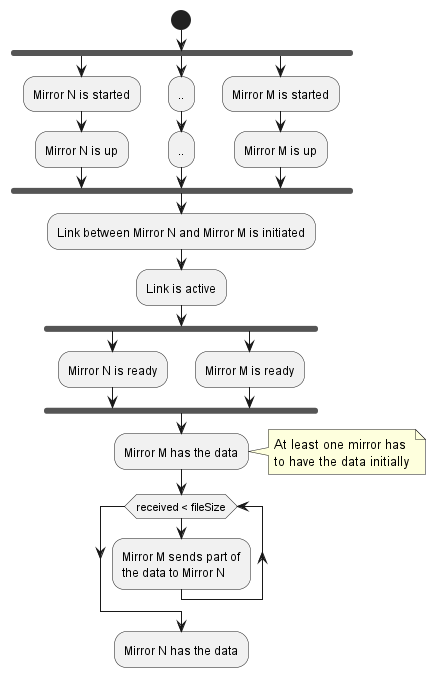 Mirror N is started
..
Mirror M is started
Mirror N is up
..
Mirror M is up
Link between Mirror N and Mirror M is initiated
Link is active
Mirror N is ready
Mirror M is ready
Mirror M has the data
At least one mirror has
to have the data initially
received < fileSize
Mirror M sends part of
the data to Mirror N
Mirror N has the data